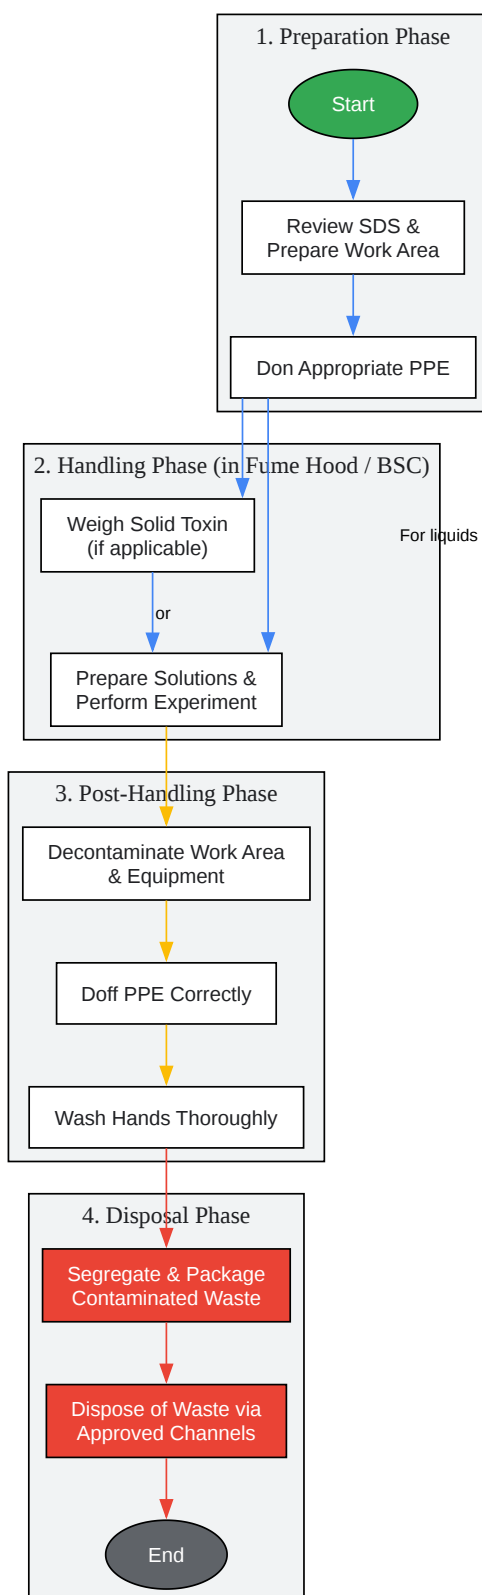 1. Preparation Phase
Start
Review SDS &
Prepare Work Area
Don Appropriate PPE
2. Handling Phase (in Fume Hood / BSC)
Weigh Solid Toxin
(if applicable)
For liquids
or
Prepare Solutions &
Perform Experiment
3. Post-Handling Phase
Decontaminate Work Area
& Equipment
Doff PPE Correctly
Wash Hands Thoroughly
4. Disposal Phase
Segregate & Package
Contaminated Waste
Dispose of Waste via
Approved Channels
End